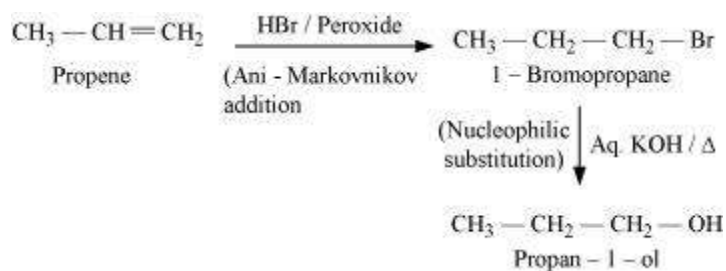 CH₃ — CH = CH₂
Propene
HBr / Peroxide
(Ani - Markovnikov
addition
CH₃ — CH₂ — CH₂ — Br
1 – Bromopropane
(Nucleophilic
substitution)
Aq. KOH / Δ
CH₃ — CH₂ — CH₂ — OH
Propan – 1 – ol